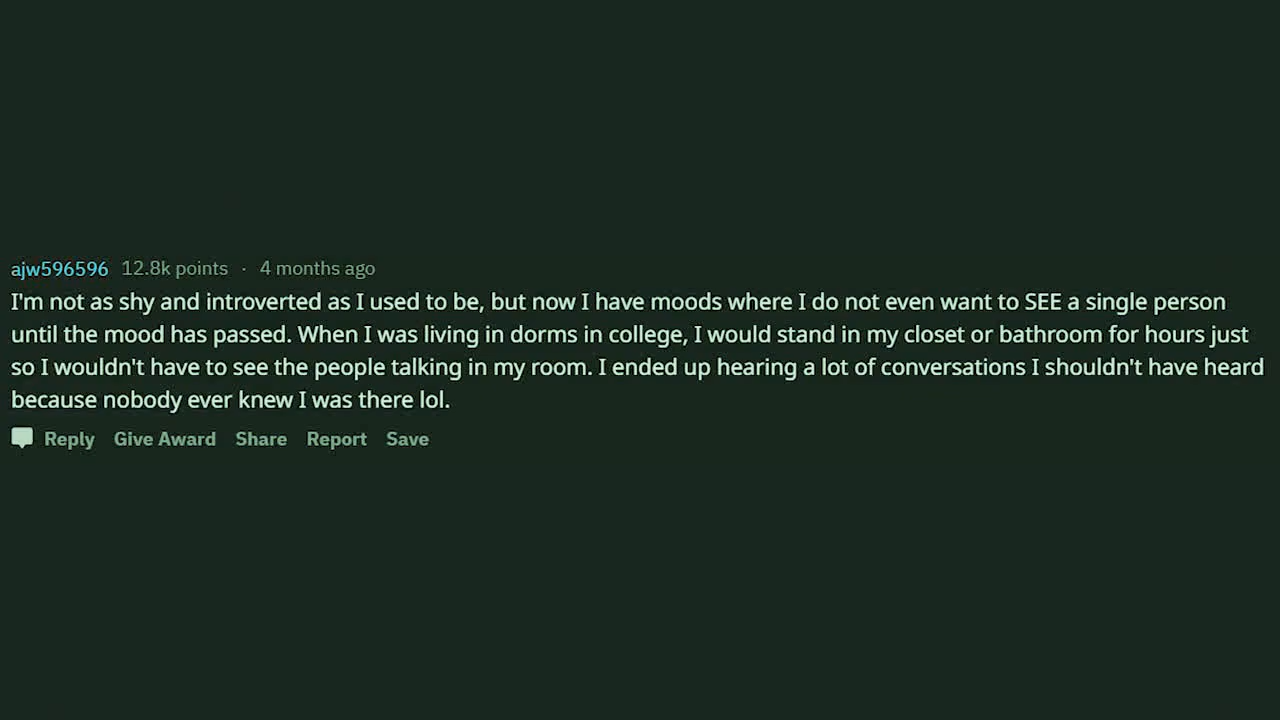 ajw596596 12.8k points · 4 months ago
I'm not as shy and introverted as I used to be, but now I have moods where I do not even want to SEE a single person
until the mood has passed. When I was living in dorms in college, I would stand in my closet or bathroom for hours just
so I wouldn't have to see the people talking in my room. I ended up hearing a lot of conversations I shouldn't have heard
because nobody ever knew I was there lol.
Reply Give Award Share Report Save